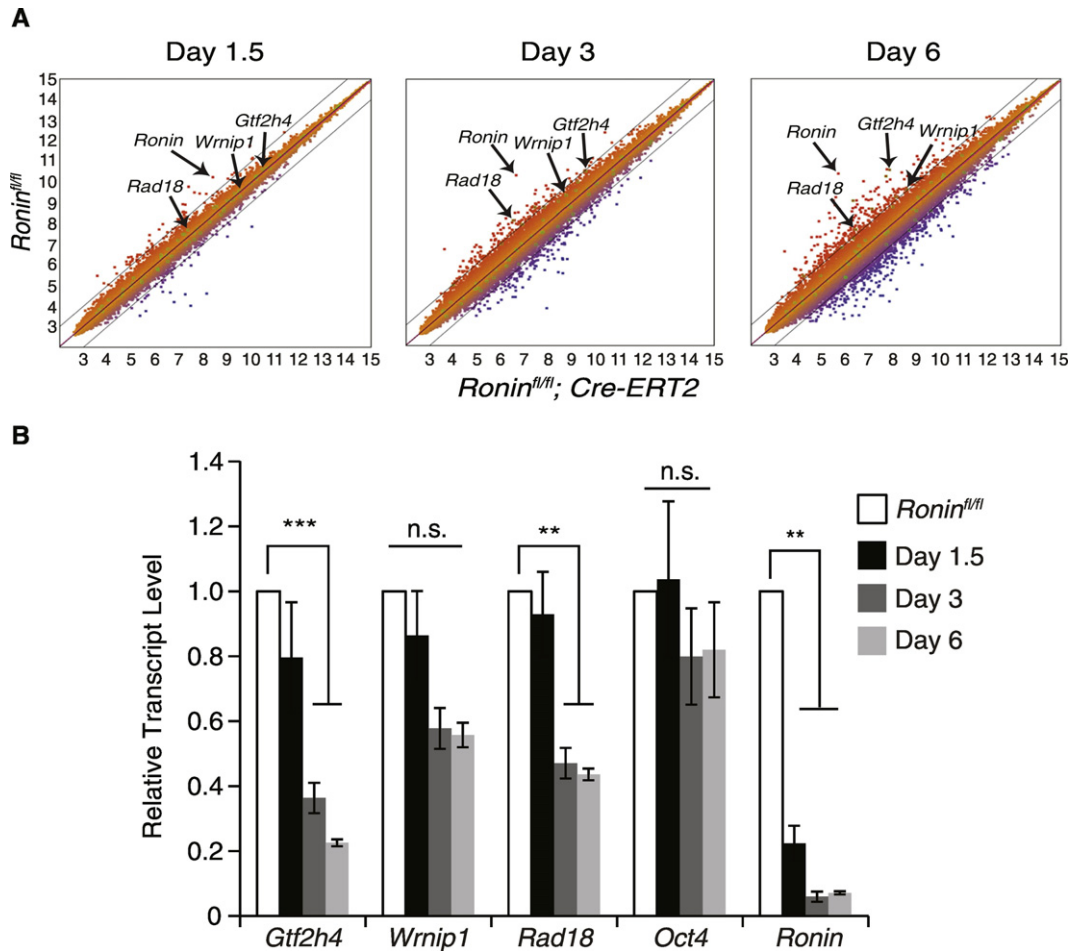 A
Day 1.5
Day 3
Day 6
Ronin^fl/fl
15
14
13
12
11
10
9
8
7
6
5
4
3
Ronin
Wrnip1
Gtf2h4
Rad18
Ronin
Wrnip1
Gtf2h4
Rad18
Ronin
Gtf2h4
Wrnip1
Rad18
3 4 5 6 7 8 9 10 11 12 13 14 15
3 4 5 6 7 8 9 10 11 12 13 14 15
3 4 5 6 7 8 9 10 11 12 13 14 15
Ronin^fl/fl; Cre-ERT2
B
Relative Transcript Level
1.4
1.2
1.0
0.8
0.6
0.4
0.2
0
***
n.s.
**
n.s.
**
Ronin^fl/fl
Day 1.5
Day 3
Day 6
Gtf2h4 Wrnip1 Rad18 Oct4 Ronin